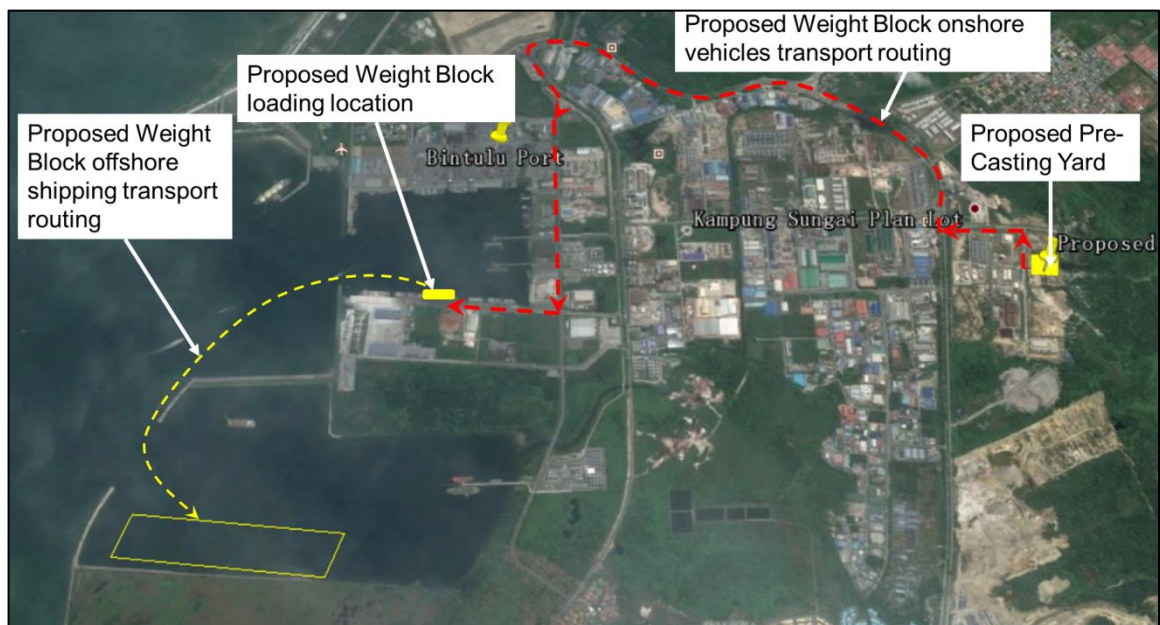 Proposed Weight Block onshore
vehicles transport routing
Proposed Weight Block
loading location
Proposed Weight
Block offshore
shipping transport
routing
Proposed Pre-
Casting Yard
Bintulu Port
Kampung Sungai Plan Lot
Proposed